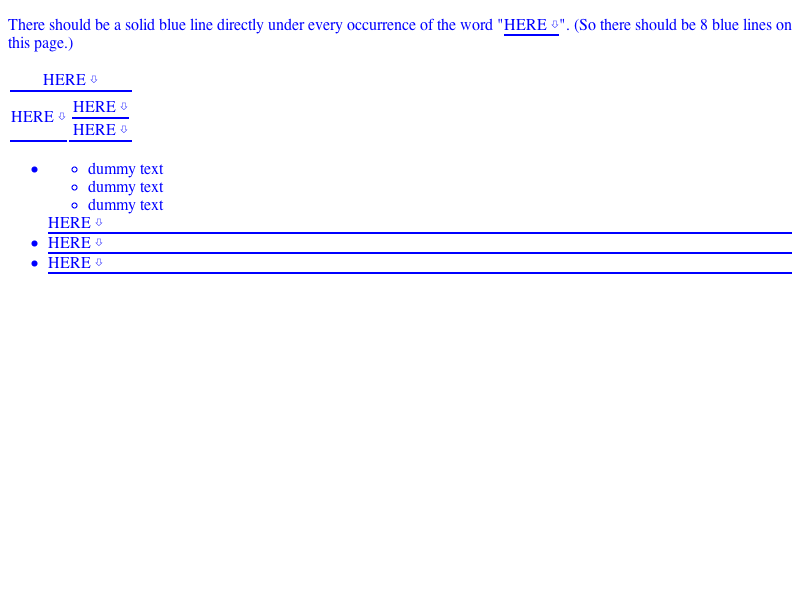 There should be a solid blue line directly under every occurrence of the word "HERE ⇩". (So there should be 8 blue lines on
this page.)
HERE ⇩
HERE ⇩
HERE ⇩
HERE ⇩
dummy text
dummy text
dummy text
HERE ⇩
HERE ⇩
HERE ⇩